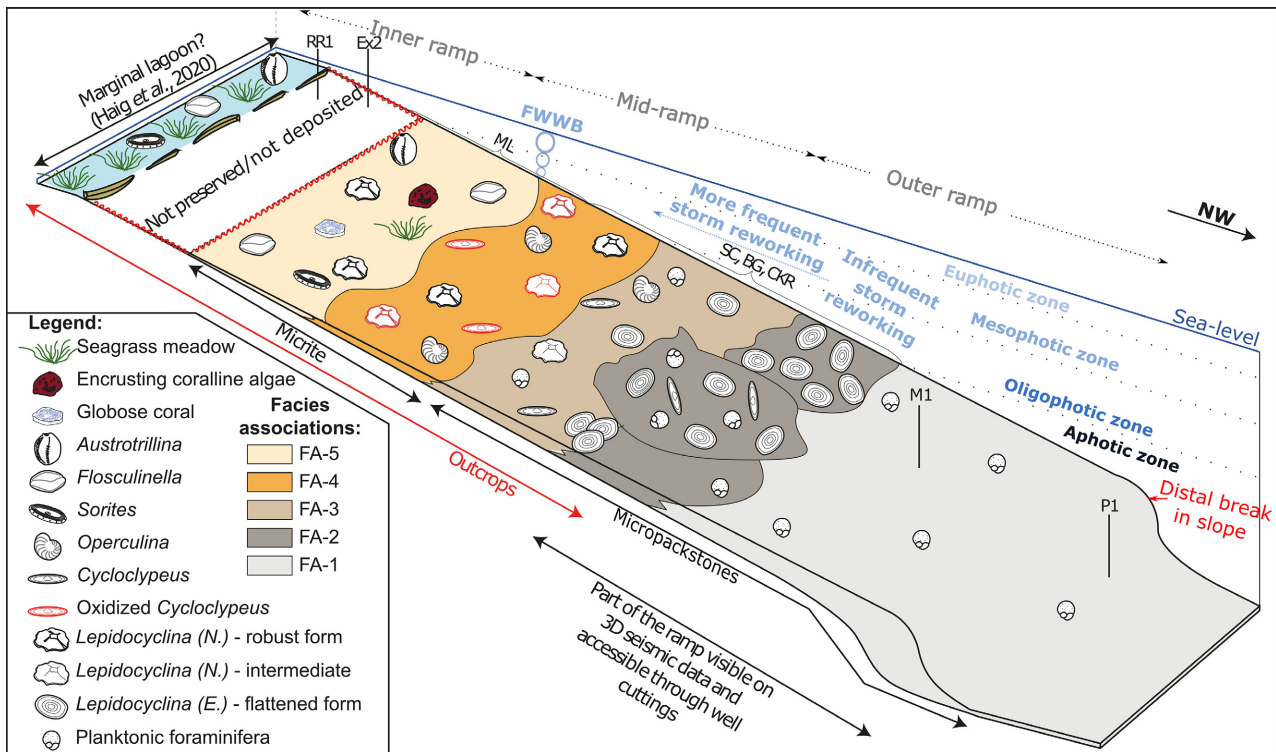 Marginal lagoon?
(Haig et al., 2020)
RR1
Ex2
Inner ramp
Mid-ramp
Outer ramp
NW
Not preserved/not deposited
FWWB
ML
More frequent
storm reworking
SC, BG, CKR
Infrequent
storm
reworking
Euphotic zone
Mesophotic zone
Oligophotic zone
Aphotic zone
Sea-level
M1
P1
Distal break
in slope
Micrite
Outcrops
Micropackstones
Part of the ramp visible on
3D seismic data and
accessible through well
cuttings
Legend:
Seagrass meadow
Encrusting coralline algae
Globose coral
Austrotrillina
Flosculinella
Sorites
Operculina
Cycloclypeus
Oxidized Cycloclypeus
Lepidocyclina (N.) - robust form
Lepidocyclina (N.) - intermediate
Lepidocyclina (E.) - flattened form
Planktonic foraminifera
Facies
associations:
FA-5
FA-4
FA-3
FA-2
FA-1